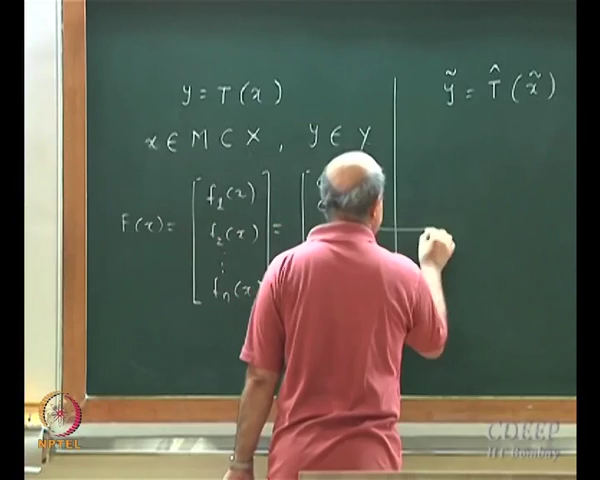 y = T(x)
x ∈ M ⊂ X , y ∈ Y
F(x) = [ f₁(x)
f₂(x)
⋮
fₙ(x) ] = [
ỹ = T̂(x̃)
NPTEL
CDEEP
IIT Bombay